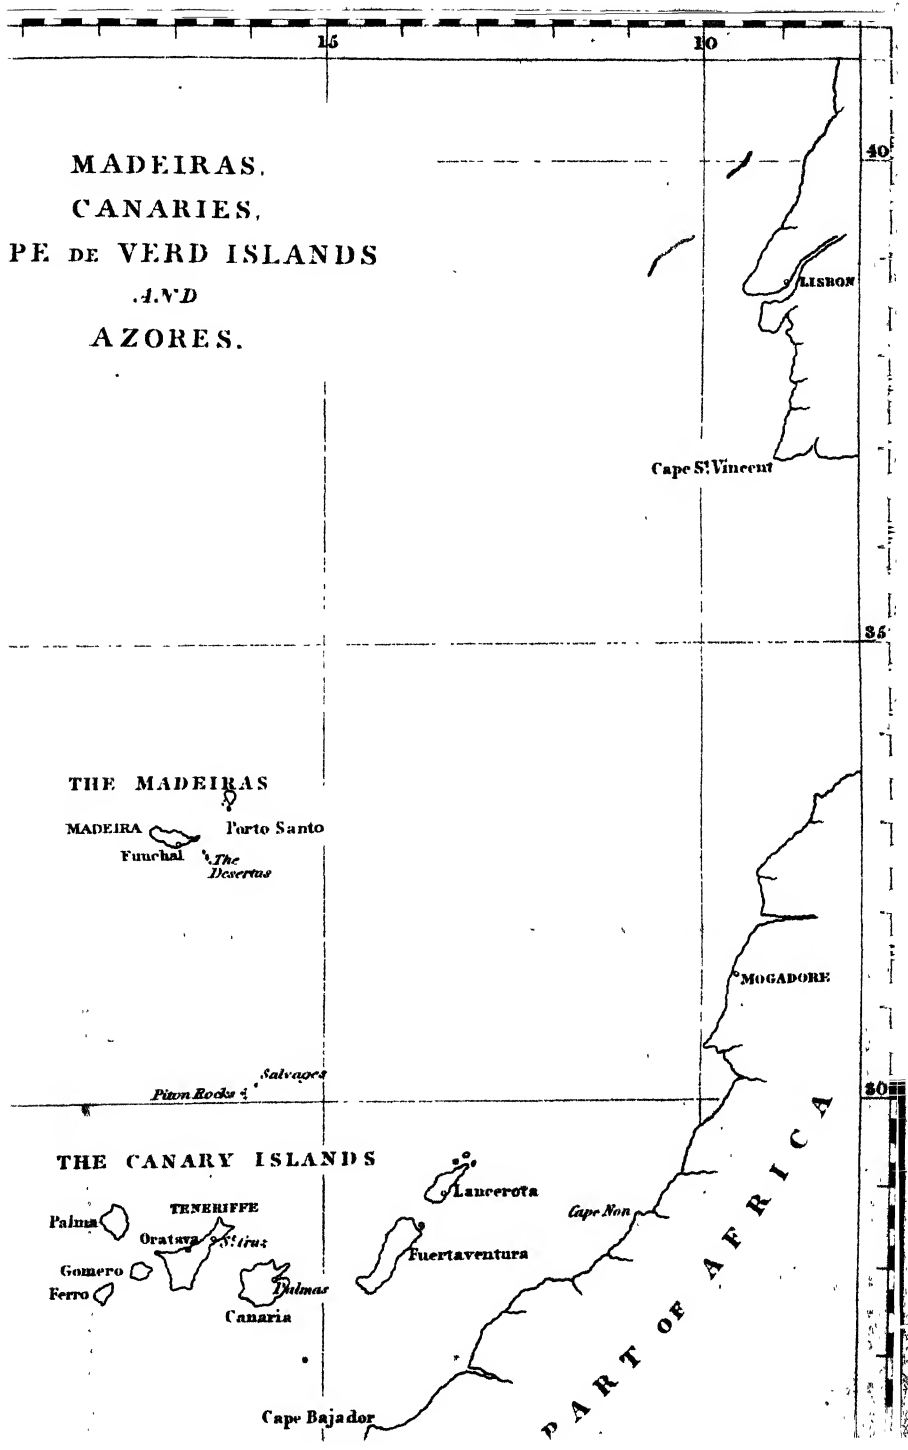 15
10
MADEIRAS,
CANARIES,
PE DE VERD ISLANDS
AND
AZORES.
40
LISBON
Cape St. Vincent
35
THE MADEIRAS
MADEIRA
Porto Santo
Funchal
The
Desertas
MOGADORE
Salvages
Piton Rocks
30
THE CANARY ISLANDS
Lancerota
Palma
TENERIFFE
Oratava
St. Cruz
Cape Non
Fuertaventura
Gomero
Ferro
Palmas
Canaria
PART OF AFRICA
Cape Bajador